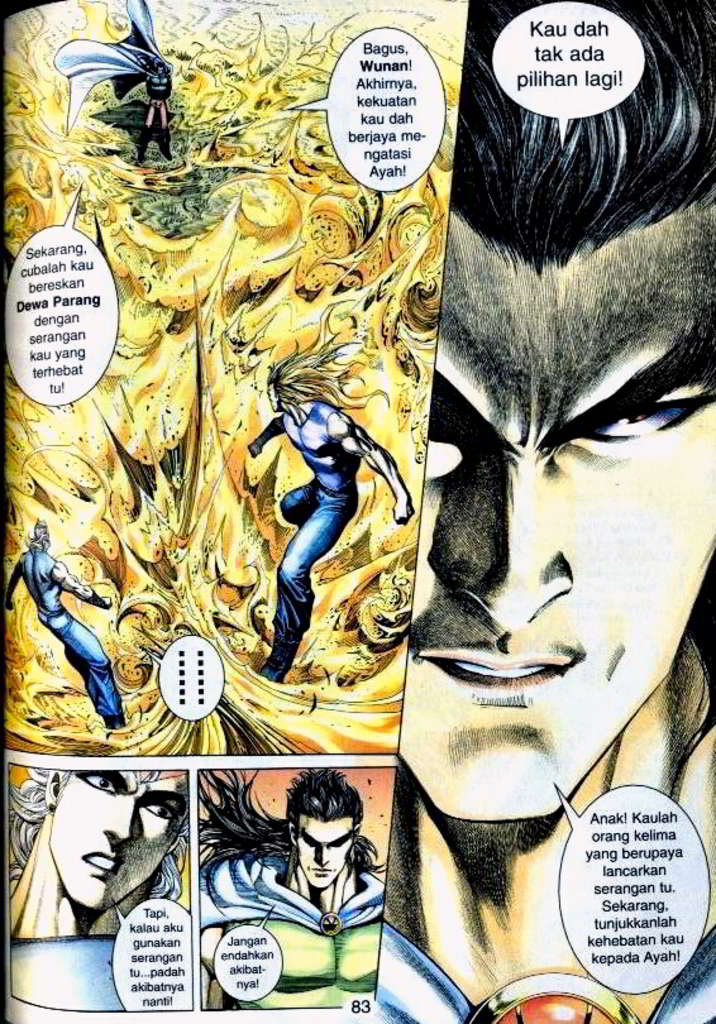 Bagus,
Wunan!
Akhirnya,
kekuatan
kau dah
berjaya me-
ngatasi
Ayah!
Sekarang,
cubalah kau
bereskan
Dewa Parang
dengan
serangan
kau yang
terhebat
tu!
Kau dah
tak ada
pilihan lagi!
Anak! Kaulah
orang kelima
yang berupaya
lancarkan
serangan tu.
Sekarang,
tunjukkanlah
kehebatan kau
kepada Ayah!
Tapi,
kalau aku
gunakan
serangan
tu...padah
akibatnya
nanti!
Jangan
endahkan
akibat-
nya!
83